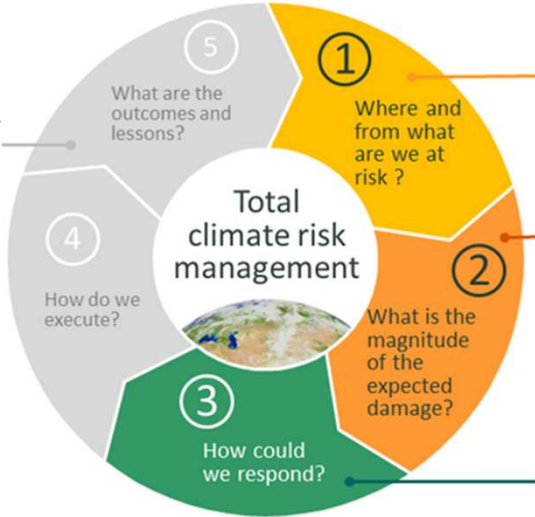 1
Where and
from what
are we at
risk ?
2
What is the
magnitude
of the
expected
damage?
3
How could
we respond?
4
How do we
execute?
5
What are the
outcomes and
lessons?
Total
climate risk
management